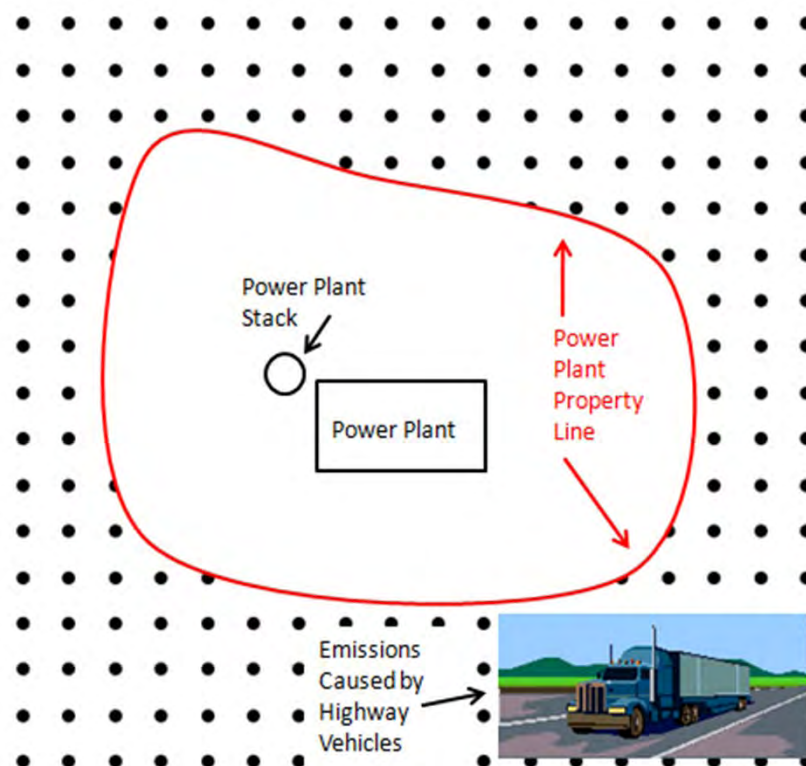 Power Plant
Stack
Power
Plant
Property
Line
Power Plant
Emissions
Caused by
Highway
Vehicles